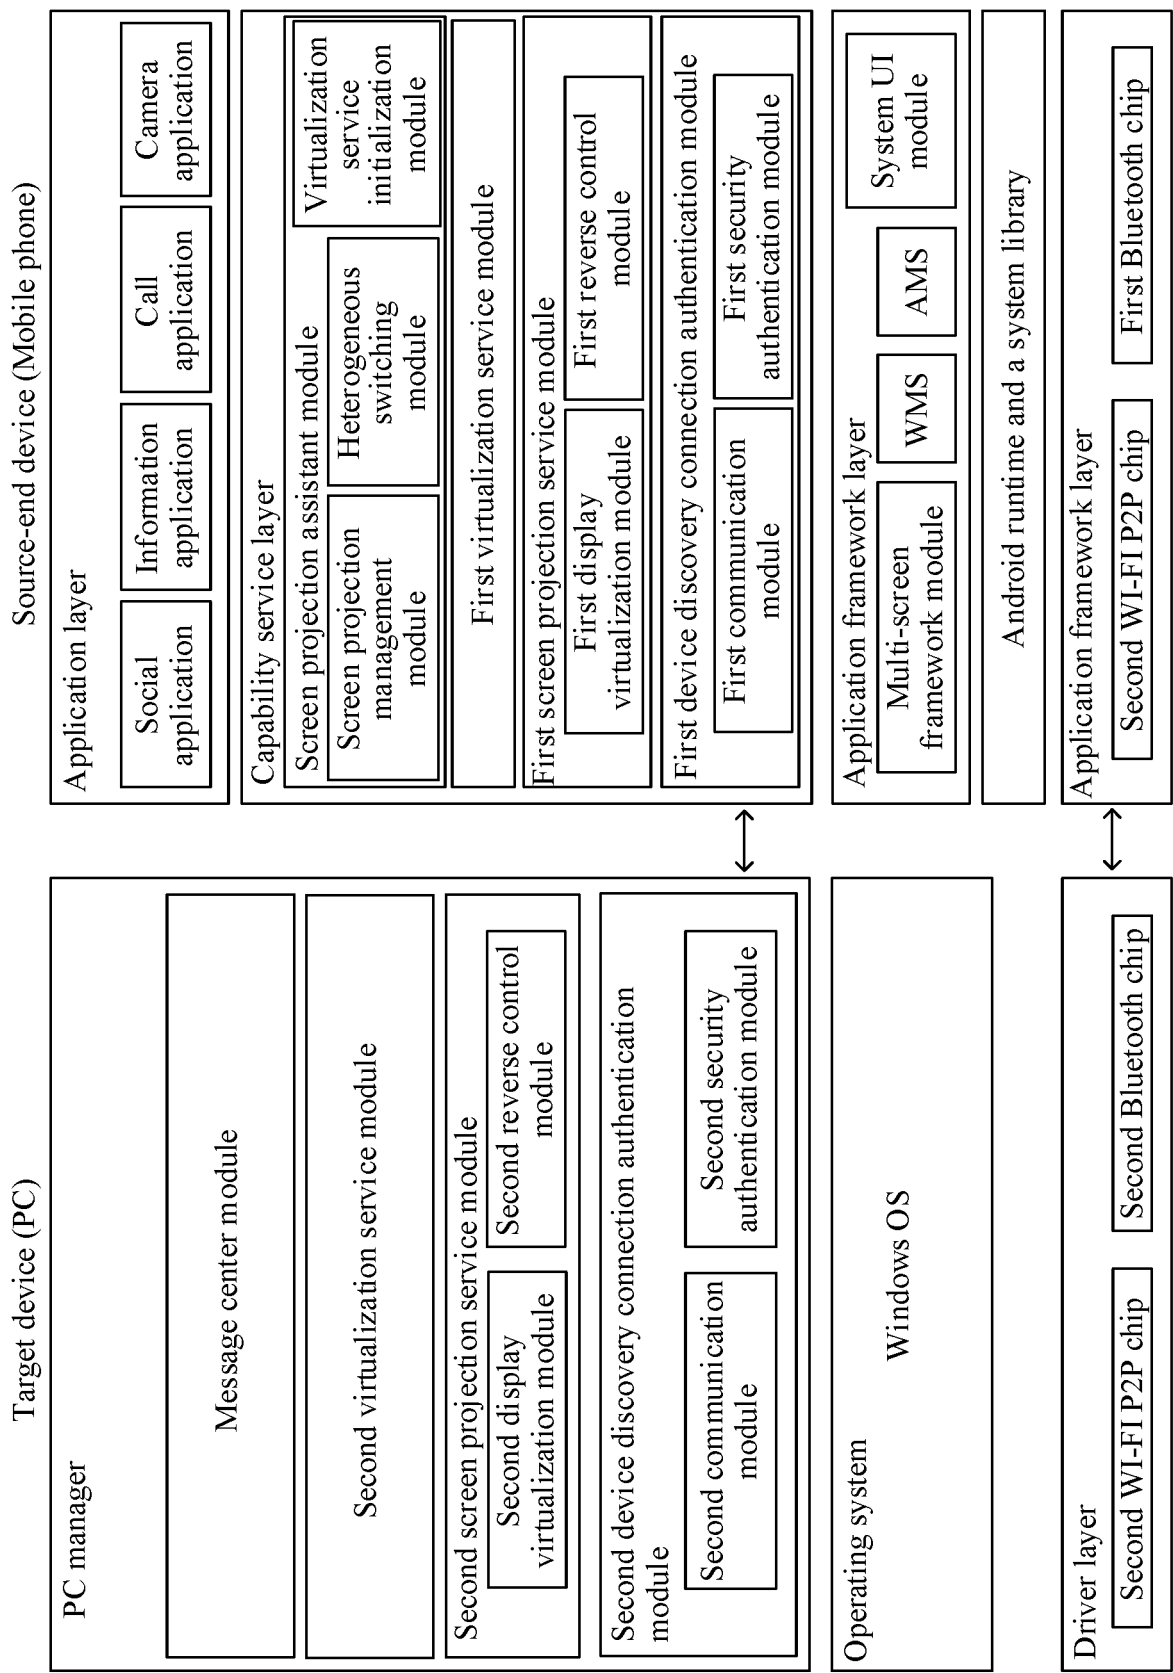 Target device (PC)
PC manager
Message center module
Second virtualization service module
Second screen projection service module
Second display
virtualization module
Second reverse control
module
Second device discovery connection authentication
module
Second communication
module
Second security
authentication module
Operating system
Windows OS
Driver layer
Second WI-FI P2P chip
Second Bluetooth chip
Source-end device (Mobile phone)
Application layer
Social
application
Information
application
Call
application
Camera
application
Capability service layer
Screen projection assistant module
Screen projection
management
module
Heterogeneous
switching
module
Virtualization
service
initialization
module
First virtualization service module
First screen projection service module
First display
virtualization module
First reverse control
module
First device discovery connection authentication module
First communication
module
First security
authentication module
Application framework layer
Multi-screen
framework module
WMS
AMS
System UI
module
Android runtime and a system library
Application framework layer
Second WI-FI P2P chip
First Bluetooth chip